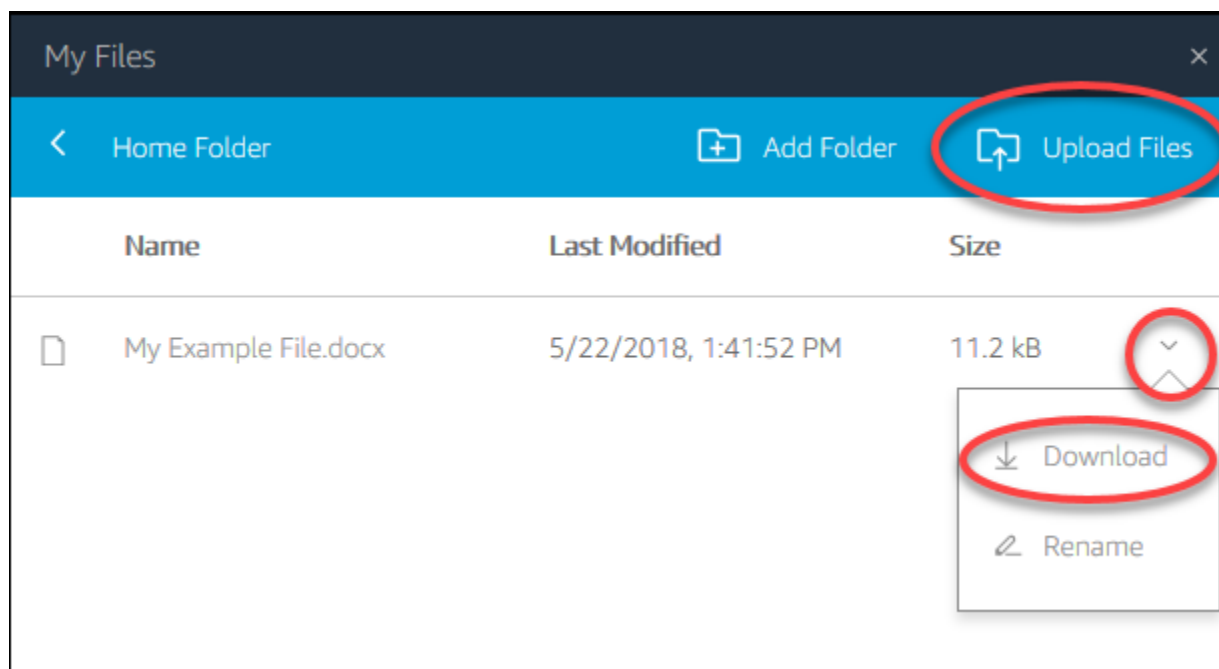 My Files
Home Folder Add Folder Upload Files
Name Last Modified Size
My Example File.docx 5/22/2018, 1:41:52 PM 11.2 kB
Download
Rename